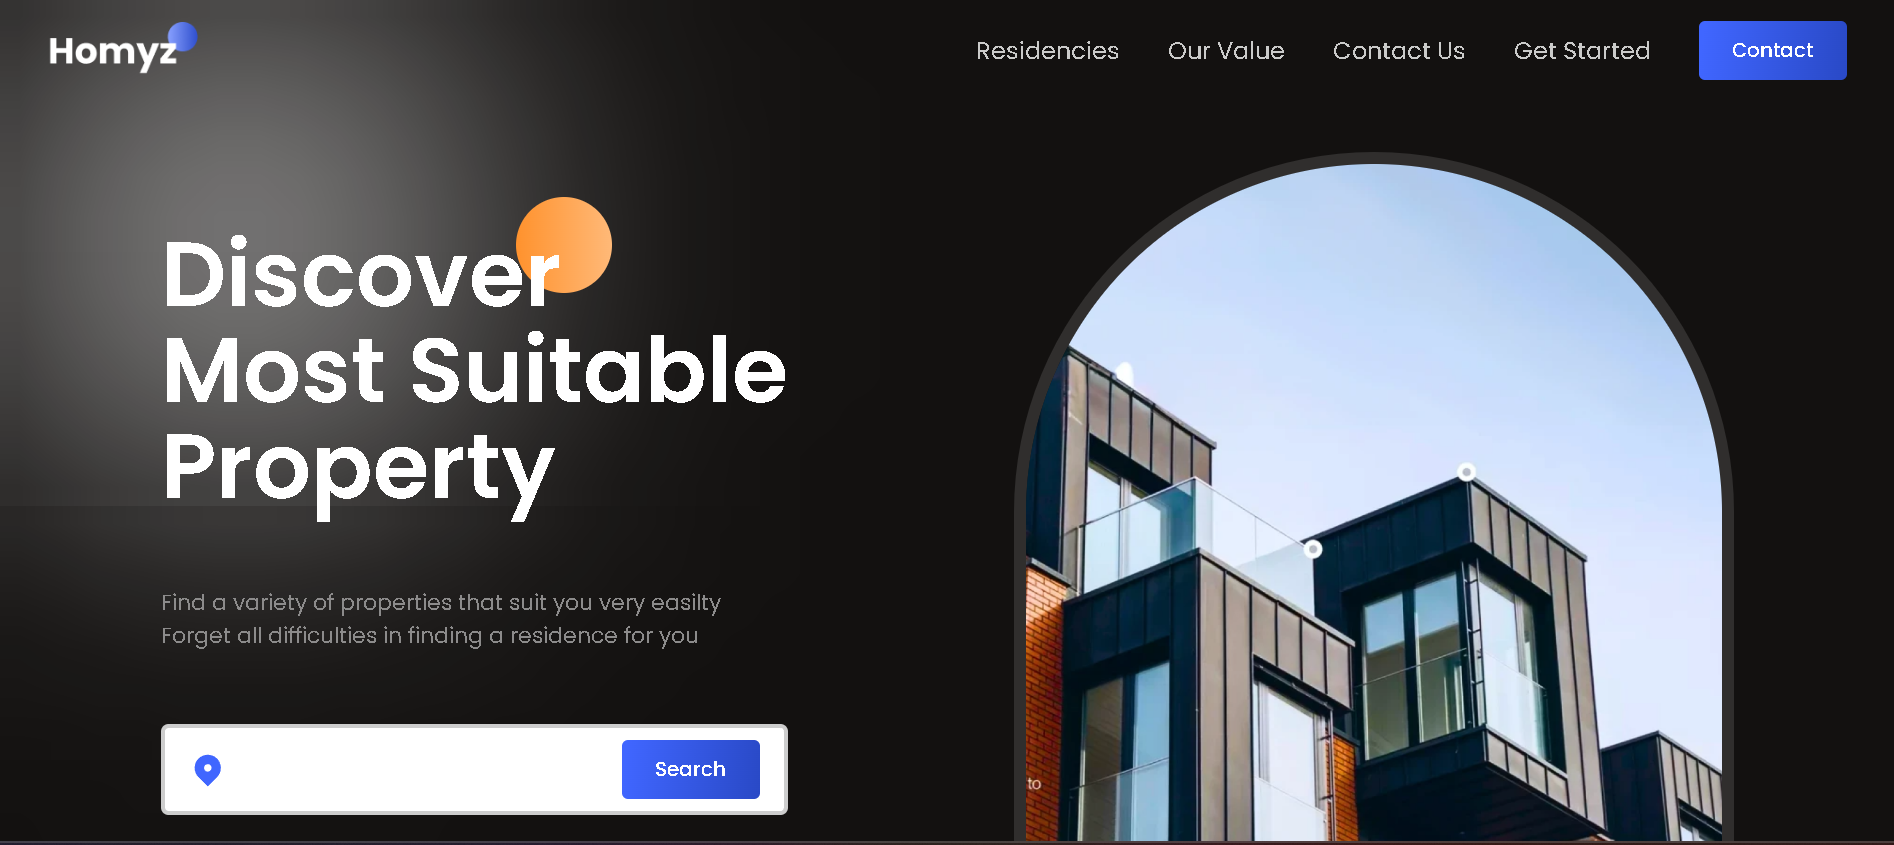 Homyz
Residencies
Our Value
Contact Us
Get Started
Contact
Discover
Most Suitable
Property
Find a variety of properties that suit you very easilty
Forget all difficulties in finding a residence for you
Search
to